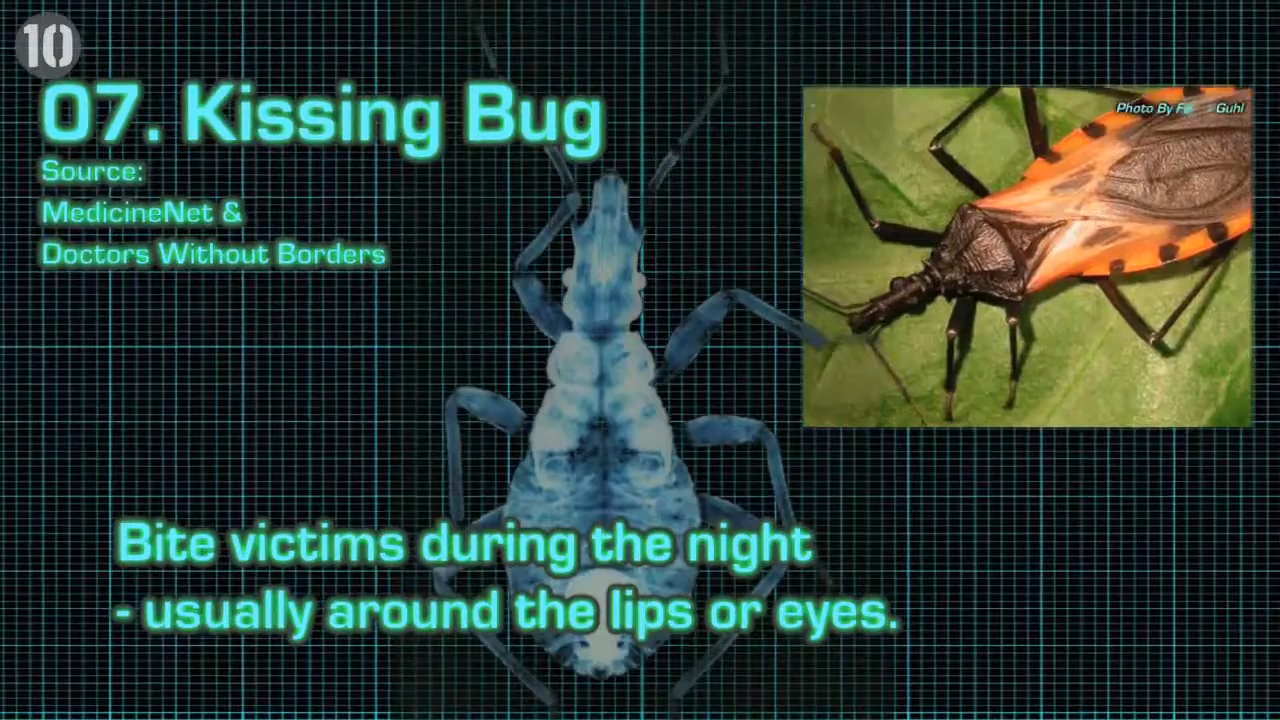 10
07. Kissing Bug
Source:
MedicineNet &
Doctors Without Borders
Photo By Guhl
Bite victims during the night
- usually around the lips or eyes.